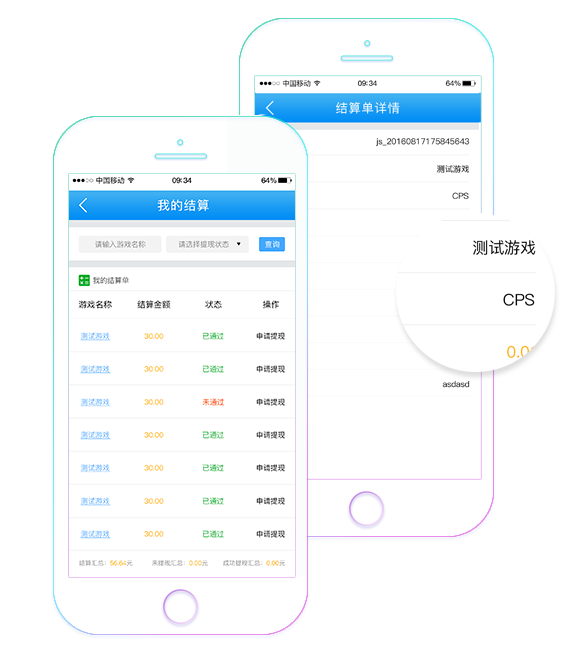 中国移动 09:34 64%
结算单详情
js_20160817175845643
测试游戏
CPS
asdasd
测试游戏
CPS
0.0
中国移动 09:34 64%
我的结算
请输入游戏名称 请选择提现状态 查询
我的结算单
游戏名称 结算金额 状态 操作
测试游戏 30.00 已通过 申请提现
测试游戏 30.00 已通过 申请提现
测试游戏 30.00 未通过 申请提现
测试游戏 30.00 已通过 申请提现
测试游戏 30.00 已通过 申请提现
测试游戏 30.00 已通过 申请提现
测试游戏 30.00 已通过 申请提现
结算汇总：56.64元 未提现汇总：0.00元 成功提现汇总：0.00元